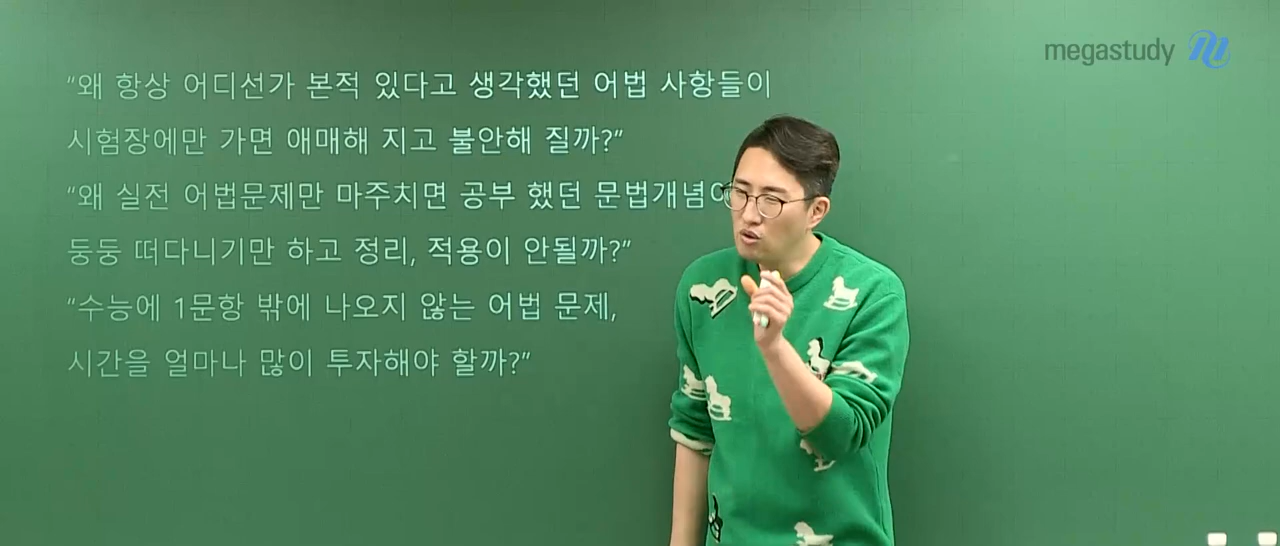 “왜 항상 어디선가 본적 있다고 생각했던 어법 사항들이
시험장에만 가면 애매해 지고 불안해 질까?”
“왜 실전 어법문제만 마주치면 공부 했던 문법개념이
둥둥 떠다니기만 하고 정리, 적용이 안될까?”
“수능에 1문항 밖에 나오지 않는 어법 문제,
시간을 얼마나 많이 투자해야 할까?”
megastudy